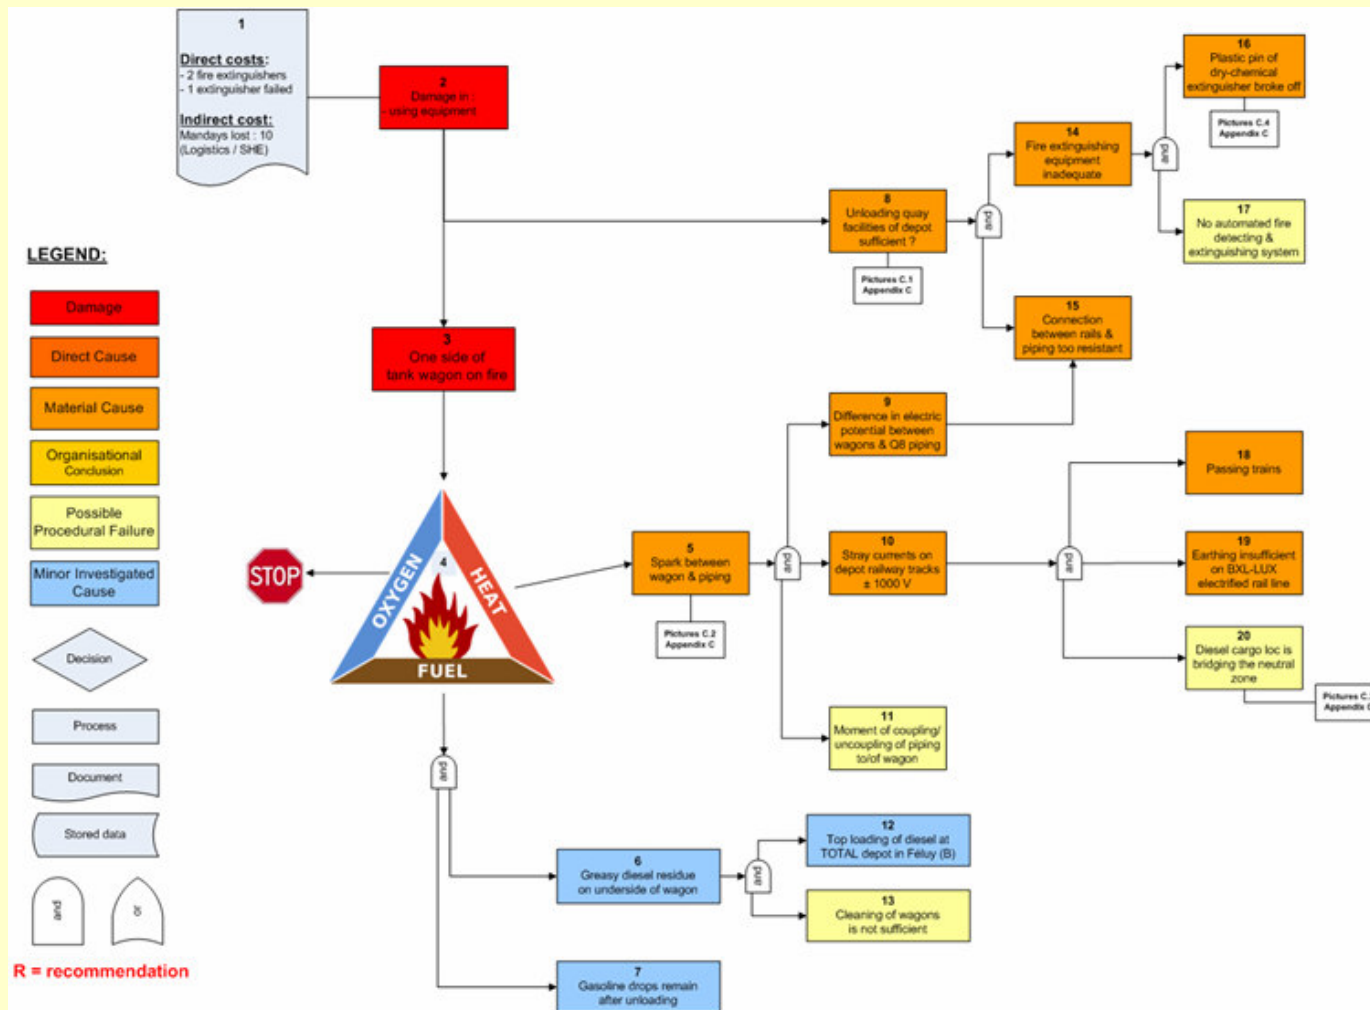 1
Direct costs:
- 2 fire extinguishers
- 1 extinguisher failed
Indirect cost:
Mandays lost : 10
(Logistics / SHE)
2
Damage in :
- using equipment
16
Plastic pin of
dry-chemical
extinguisher broke off
Pictures C.4
Appendix C
and
14
Fire extinguishing
equipment
inadequate
and
8
Unloading quay
facilities of depot
sufficient ?
Pictures C.1
Appendix C
17
No automated fire
detecting &
extinguishing system
15
Connection
between rails &
piping too resistant
LEGEND:
Damage
Direct Cause
Material Cause
Organisational
Conclusion
Possible
Procedural Failure
Minor Investigated
Cause
Decision
Process
Document
Stored data
and
or
R = recommendation
3
One side of
tank wagon on fire
STOP
4
OXYGEN
HEAT
FUEL
5
Spark between
wagon & piping
Pictures C.2
Appendix C
and
9
Difference in electric
potential between
wagons & Q8 piping
10
Stray currents on
depot railway tracks
± 1000 V
11
Moment of coupling/
uncoupling of piping
to/of wagon
and
18
Passing trains
19
Earthing insufficient
on BXL-LUX
electrified rail line
20
Diesel cargo loc is
bridging the neutral
zone
Pictures C.
Appendix
and
6
Greasy diesel residue
on underside of wagon
and
12
Top loading of diesel at
TOTAL depot in Féluy (B)
13
Cleaning of wagons
is not sufficient
7
Gasoline drops remain
after unloading